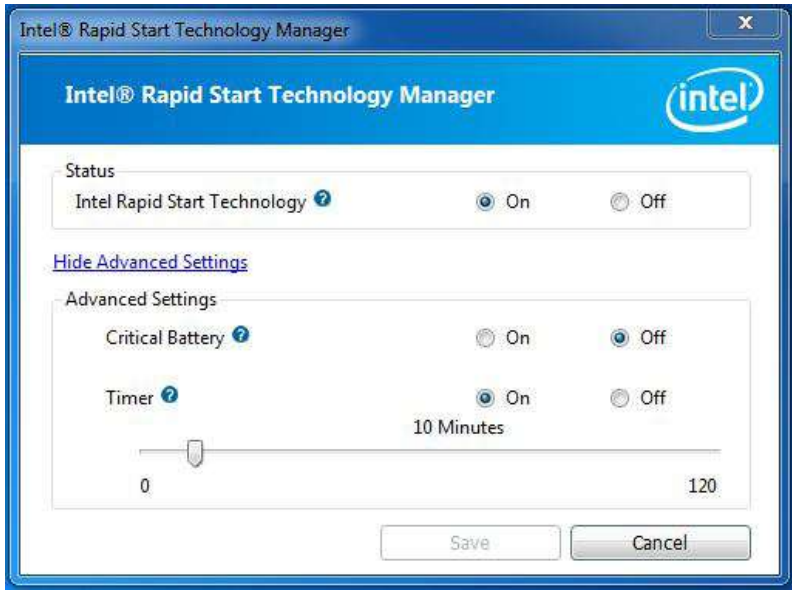 Intel® Rapid Start Technology Manager
X
Intel® Rapid Start Technology Manager
intel
Status
Intel Rapid Start Technology ? On Off
Hide Advanced Settings
Advanced Settings
Critical Battery ? On Off
Timer ? On Off
10 Minutes
0 120
Save Cancel